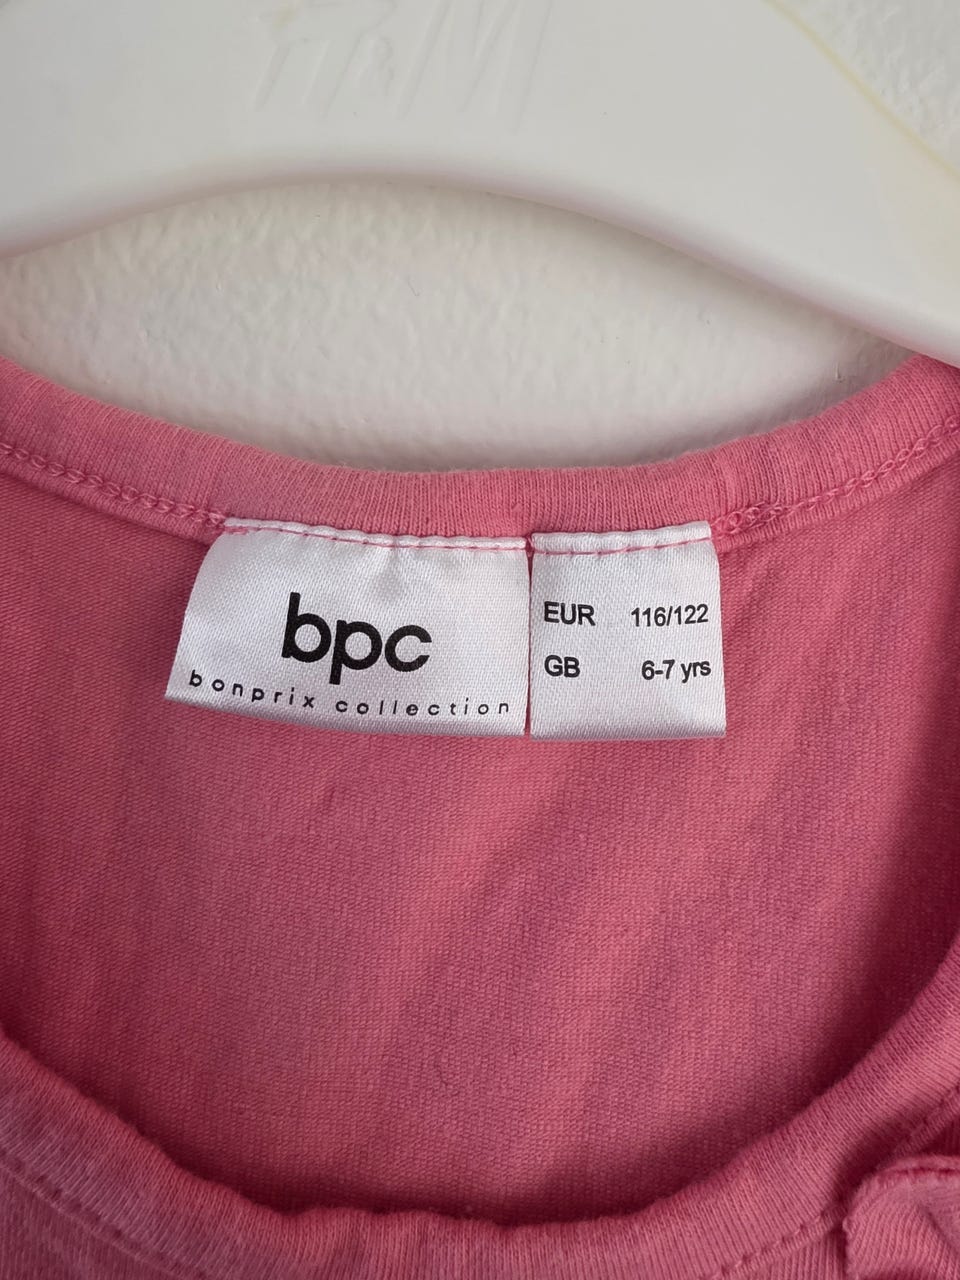 H&M
bpc
bonprix collection
EUR 116/122
GB 6-7 yrs